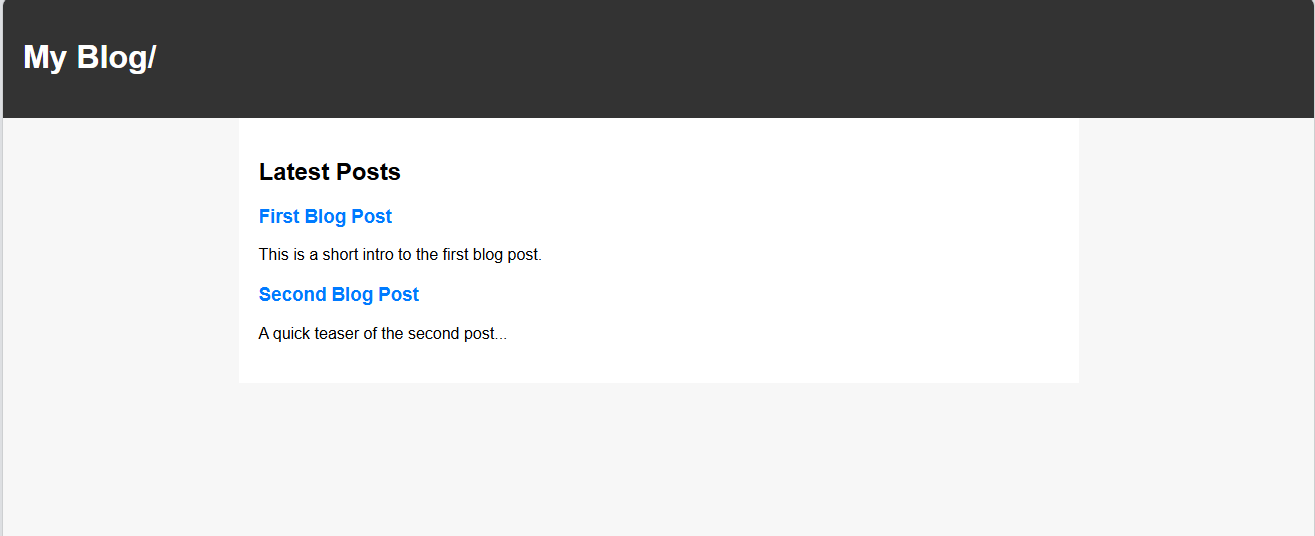 My Blog/
Latest Posts
First Blog Post
This is a short intro to the first blog post.
Second Blog Post
A quick teaser of the second post...